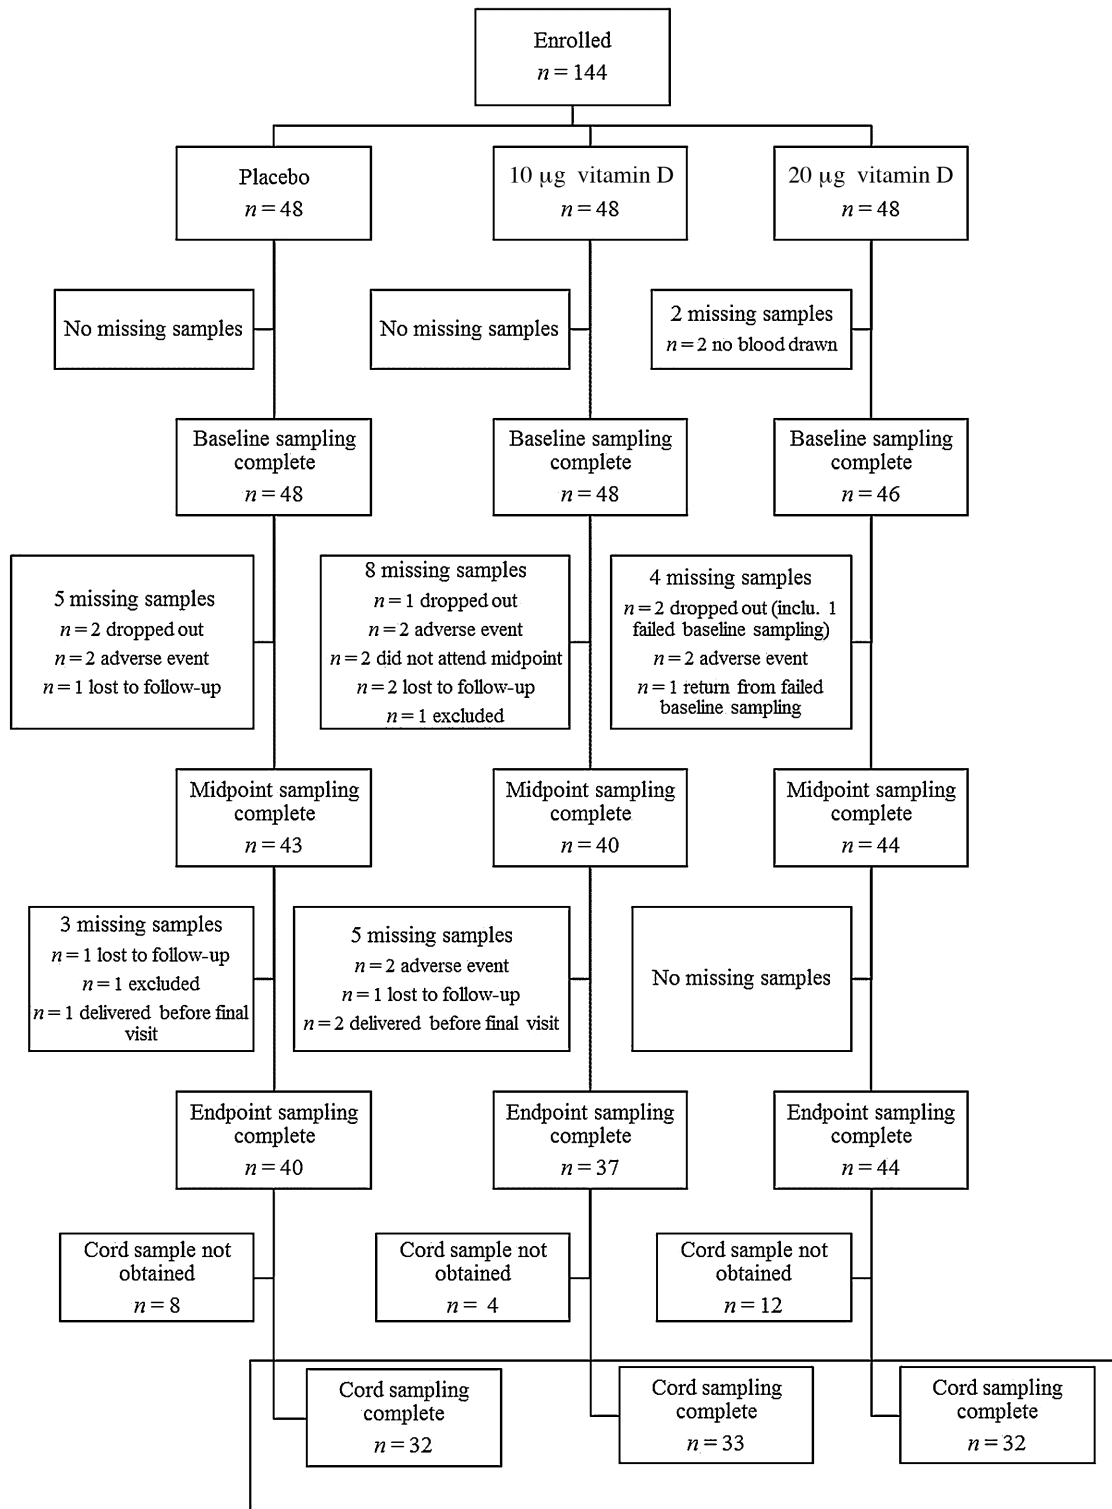 Enrolled
n = 144
Placebo
n = 48
10 µg vitamin D
n = 48
20 µg vitamin D
n = 48
No missing samples
No missing samples
2 missing samples
n = 2 no blood drawn
Baseline sampling
complete
n = 48
Baseline sampling
complete
n = 48
Baseline sampling
complete
n = 46
5 missing samples
n = 2 dropped out
n = 2 adverse event
n = 1 lost to follow-up
8 missing samples
n = 1 dropped out
n = 2 adverse event
n = 2 did not attend midpoint
n = 2 lost to follow-up
n = 1 excluded
4 missing samples
n = 2 dropped out (inclu. 1
failed baseline sampling)
n = 2 adverse event
n = 1 return from failed
baseline sampling
Midpoint sampling
complete
n = 43
Midpoint sampling
complete
n = 40
Midpoint sampling
complete
n = 44
3 missing samples
n = 1 lost to follow-up
n = 1 excluded
n = 1 delivered before final
visit
5 missing samples
n = 2 adverse event
n = 1 lost to follow-up
n = 2 delivered before final visit
No missing samples
Endpoint sampling
complete
n = 40
Endpoint sampling
complete
n = 37
Endpoint sampling
complete
n = 44
Cord sample not
obtained
n = 8
Cord sample not
obtained
n = 4
Cord sample not
obtained
n = 12
Cord sampling
complete
n = 32
Cord sampling
complete
n = 33
Cord sampling
complete
n = 32